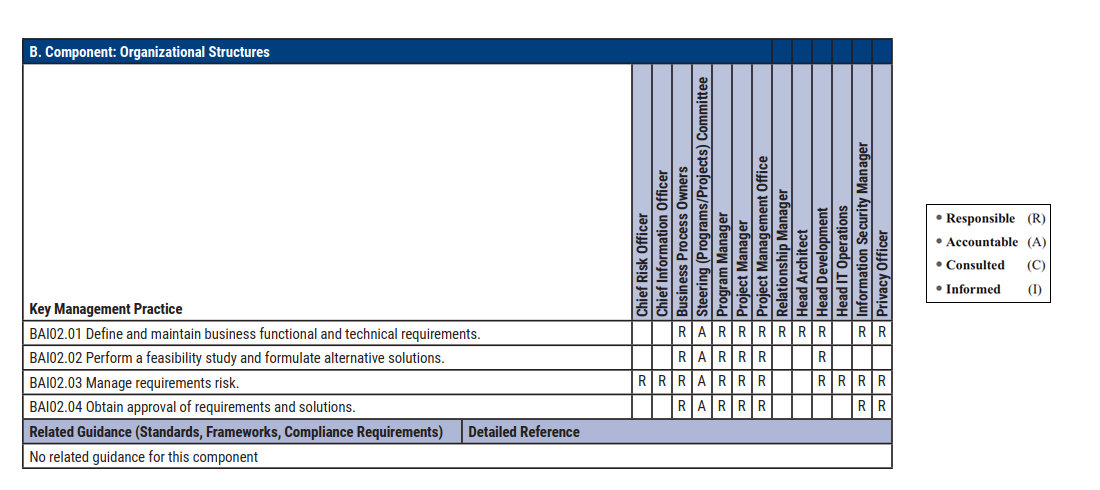 B. Component: Organizational Structures
Key Management Practice
Chief Risk Officer
Chief Information Officer
Business Process Owners
Steering (Programs/Projects) Committee
Program Manager
Project Manager
Project Management Office
Relationship Manager
Head Architect
Head Development
Head IT Operations
Information Security Manager
Privacy Officer
BAI02.01 Define and maintain business functional and technical requirements. R A R R R R R R R R
BAI02.02 Perform a feasibility study and formulate alternative solutions. R A R R R R
BAI02.03 Manage requirements risk. R R R A R R R R R R R
BAI02.04 Obtain approval of requirements and solutions. R A R R R R R
Related Guidance (Standards, Frameworks, Compliance Requirements) Detailed Reference
No related guidance for this component
• Responsible (R)
• Accountable (A)
• Consulted (C)
• Informed (I)